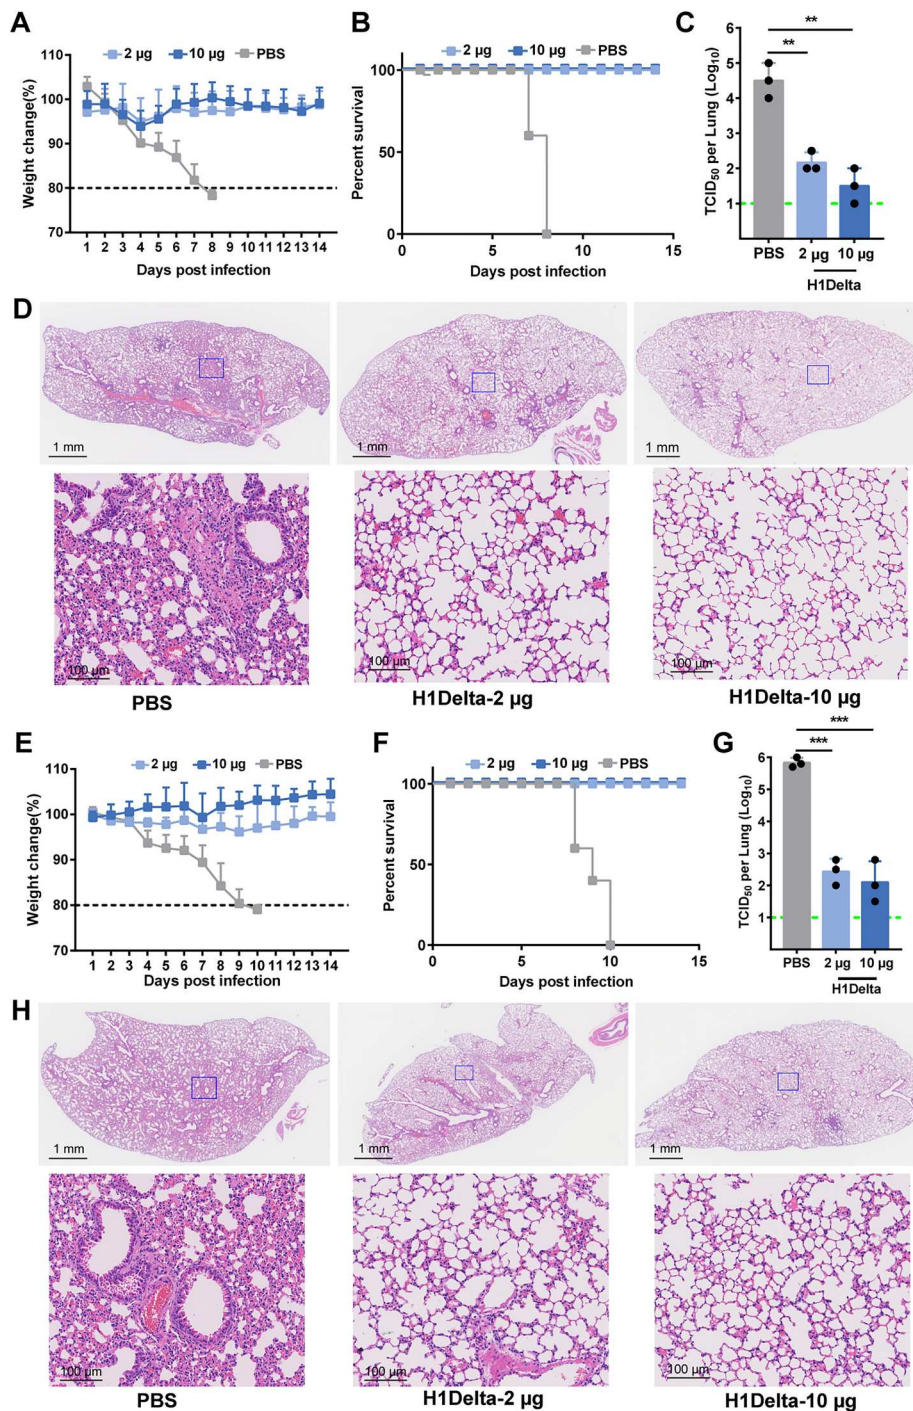 A
2 µg 10 µg PBS
Weight change(%)
110
100
90
80
70
1 2 3 4 5 6 7 8 9 10 11 12 13 14
Days post infection
B
2 µg 10 µg PBS
Percent survival
100
50
0
0 5 10 15
Days post infection
C
TCID50 per Lung (Log10)
6
5
4
3
2
1
**
**
PBS 2 µg 10 µg
H1Delta
D
1 mm
1 mm
1 mm
100 µm
100 µm
100 µm
PBS
H1Delta-2 µg
H1Delta-10 µg
E
2 µg 10 µg PBS
Weight change(%)
110
100
90
80
70
1 2 3 4 5 6 7 8 9 10 11 12 13 14
Days post infection
F
2 µg 10 µg PBS
Percent survival
100
50
0
0 5 10 15
Days post infection
G
TCID50 per Lung (Log10)
6
5
4
3
2
1
***
***
PBS 2 µg 10 µg
H1Delta
H
1 mm
1 mm
1 mm
100 µm
100 µm
100 µm
PBS
H1Delta-2 µg
H1Delta-10 µg